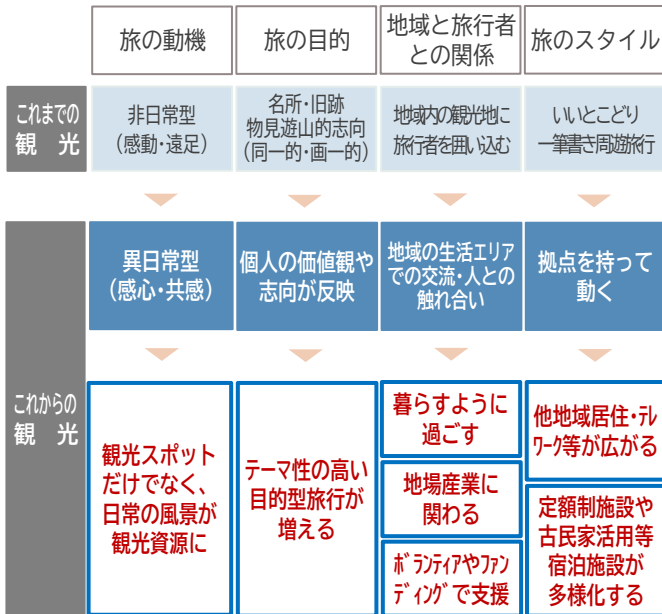 旅の動機
旅の目的
地域と旅行者
との関係
旅のスタイル
これまでの
観 光
非日常型
(感動・遠足)
名所・旧跡
物見遊山的志向
(同一的・画一的)
地域内の観光地に
旅行者を囲い込む
いいとこどり
一筆書き周遊旅行
これからの
観 光
異日常型
(感心・共感)
個人の価値観や
志向が反映
地域の生活エリア
での交流・人との
触れ合い
拠点を持って
動く
観光スポット
だけでなく、
日常の風景が
観光資源に
テーマ性の高い
目的型旅行が
増える
暮らすように
過ごす
地場産業に
関わる
ボランティアやファン
ディングで支援
他地域居住・テレ
ワーク等が広がる
定額制施設や
古民家活用等
宿泊施設が
多様化する